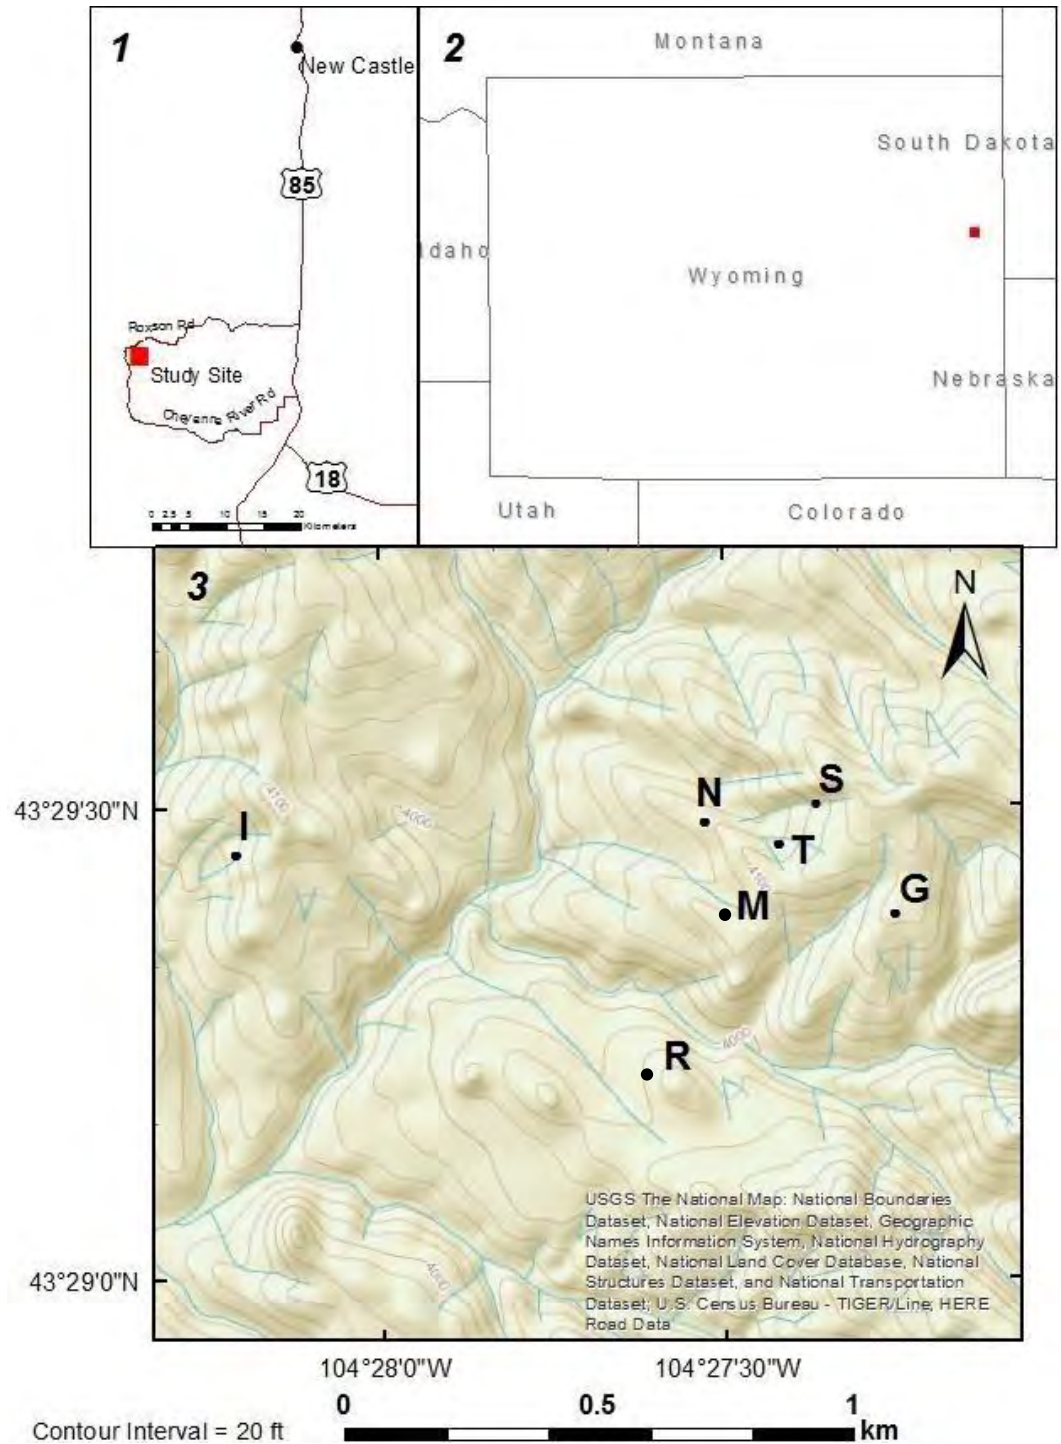 1
New Castle
85
Roxson Rd
Study Site
Cheyenne River Rd
18
0 2.5 5 10 15 20
Kilometers
2
Montana
South Dakota
Idaho
Wyoming
Nebraska
Utah
Colorado
3
N
43°29'30"N
4100
4000
I
N
S
T
4100
M
G
R
4000
4000
USGS The National Map: National Boundaries
Dataset, National Elevation Dataset, Geographic
Names Information System, National Hydrography
Dataset, National Land Cover Database, National
Structures Dataset, and National Transportation
Dataset; U.S. Census Bureau - TIGER/Line; HERE
Road Data
43°29'0"N
104°28'0"W
104°27'30"W
0 0.5 1
km
Contour Interval = 20 ft